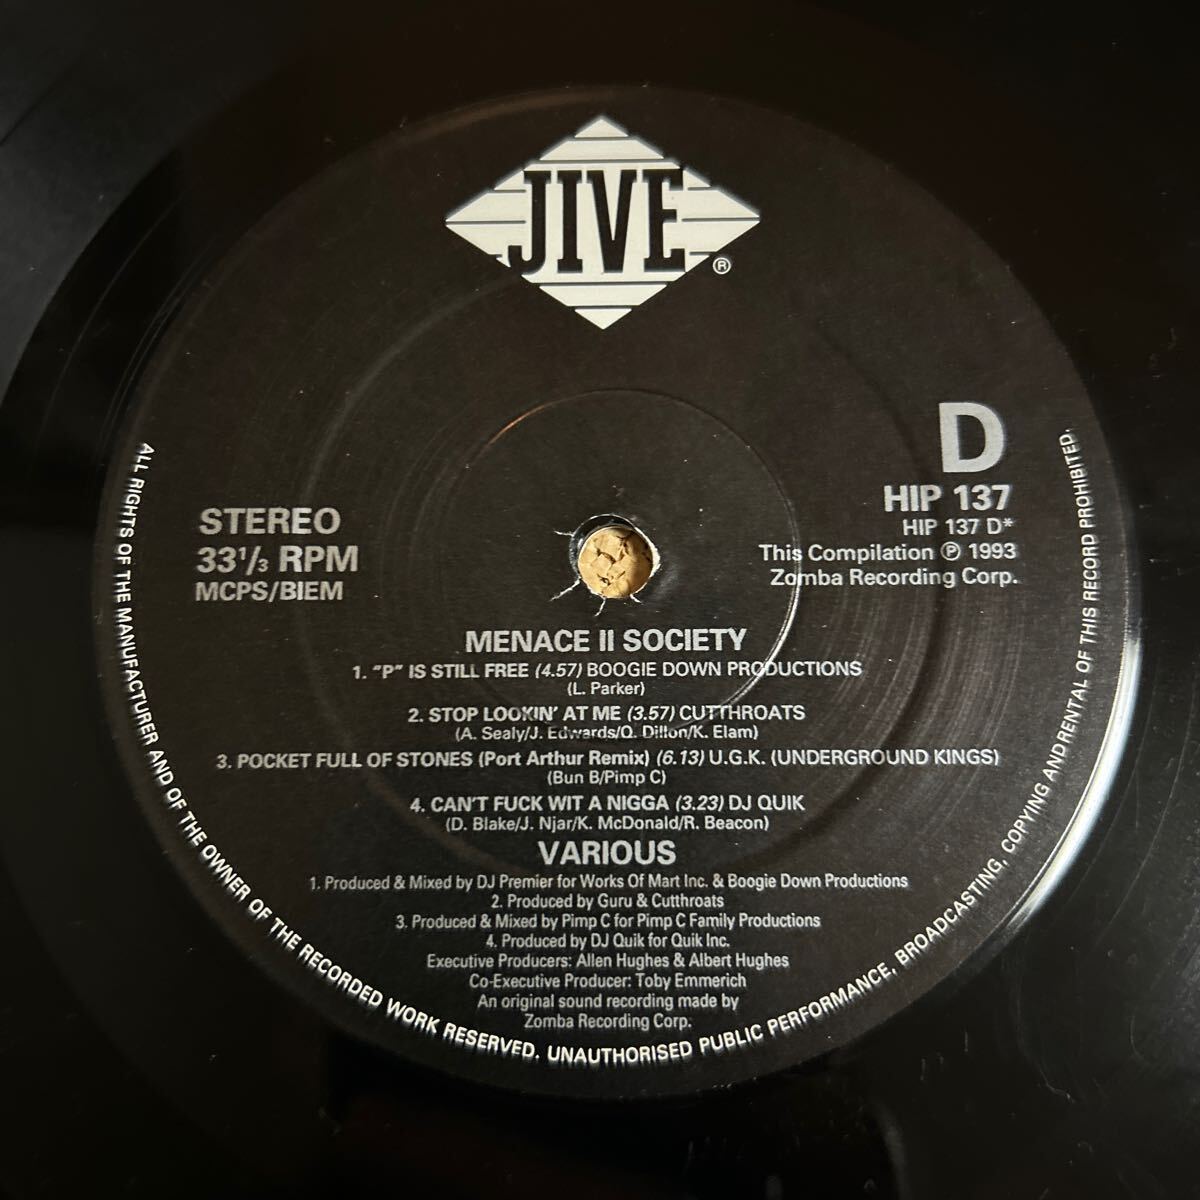 JIVE
®
D
HIP 137
HIP 137 D*
This Compilation ℗ 1993
Zomba Recording Corp.
STEREO
33⅓ RPM
MCPS/BIEM
MENACE II SOCIETY
1. "P" IS STILL FREE (4.57) BOOGIE DOWN PRODUCTIONS
(L. Parker)
2. STOP LOOKIN' AT ME (3.57) CUTTHROATS
(A. Sealy/J. Edwards/Q. Dillon/K. Elam)
3. POCKET FULL OF STONES (Port Arthur Remix) (6.13) U.G.K. (UNDERGROUND KINGS)
(Bun B/Pimp C)
4. CAN'T FUCK WIT A NIGGA (3.23) DJ QUIK
(D. Blake/J. Njar/K. McDonald/R. Beacon)
VARIOUS
1. Produced & Mixed by DJ Premier for Works Of Mart Inc. & Boogie Down Productions
2. Produced by Guru & Cutthroats
3. Produced & Mixed by Pimp C for Pimp C Family Productions
4. Produced by DJ Quik for Quik Inc.
Executive Producers: Allen Hughes & Albert Hughes
Co-Executive Producer: Toby Emmerich
An original sound recording made by
Zomba Recording Corp.
ALL RIGHTS OF THE MANUFACTURER AND OF THE OWNER OF THE RECORDED WORK RESERVED. UNAUTHORISED PUBLIC PERFORMANCE, BROADCASTING, COPYING AND RENTAL OF THIS RECORD PROHIBITED.